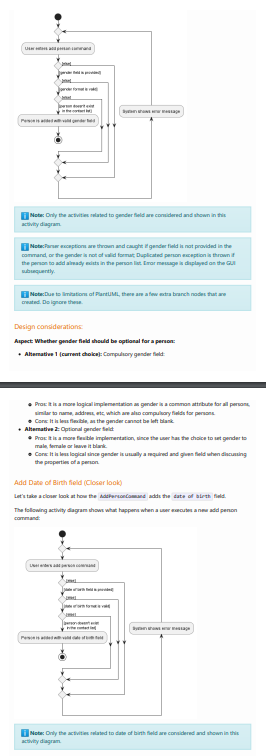 User enters add person command
[else]
[gender field is provided]
[else]
[gender format is valid]
[else]
[person doesnt exist
in the contact list]
System shows error message
Person is added with valid gender field
Note: Only the activities related to gender field are considered and shown in this
activity diagram.
Note:Parser exceptions are thrown and caught if gender field is not provided in the
command, or the gender is not of valid format; Duplicated person exception is thrown if
the person to add already exists in the person list. Error message is displayed on the GUI
subsequently.
Note:Due to limitations of PlantUML, there are a few extra branch nodes that are
created. Do ignore these.
Design considerations:
Aspect: Whether gender field should be optional for a person:
• Alternative 1 (current choice): Compulsory gender field:
Pros: It is a more logical implementation as gender is a common attribute for all persons,
similar to name, address, etc, which are also compulsory fields for persons.
Cons: It is less flexible, as the gender cannot be left blank.
• Alternative 2: Optional gender field:
Pros: It is a more flexible implementation, since the user has the choice to set gender to
male, female or leave it blank.
Cons: It is less logical since gender is usually a required and given field when discussing
the properties of a person.
Add Date of Birth field (Closer look)
Let's take a closer look at how the AddPersonCommand adds the date of birth field.
The following activity diagram shows what happens when a user executes a new add person
command:
User enters add person command
[else]
[date of birth field is provided]
[else]
[date of birth format is valid]
[else]
[person doesnt exist
in the contact list]
System shows error message
Person is added with valid date of birth field
Note: Only the activities related to date of birth field are considered and shown in this
activity diagram.